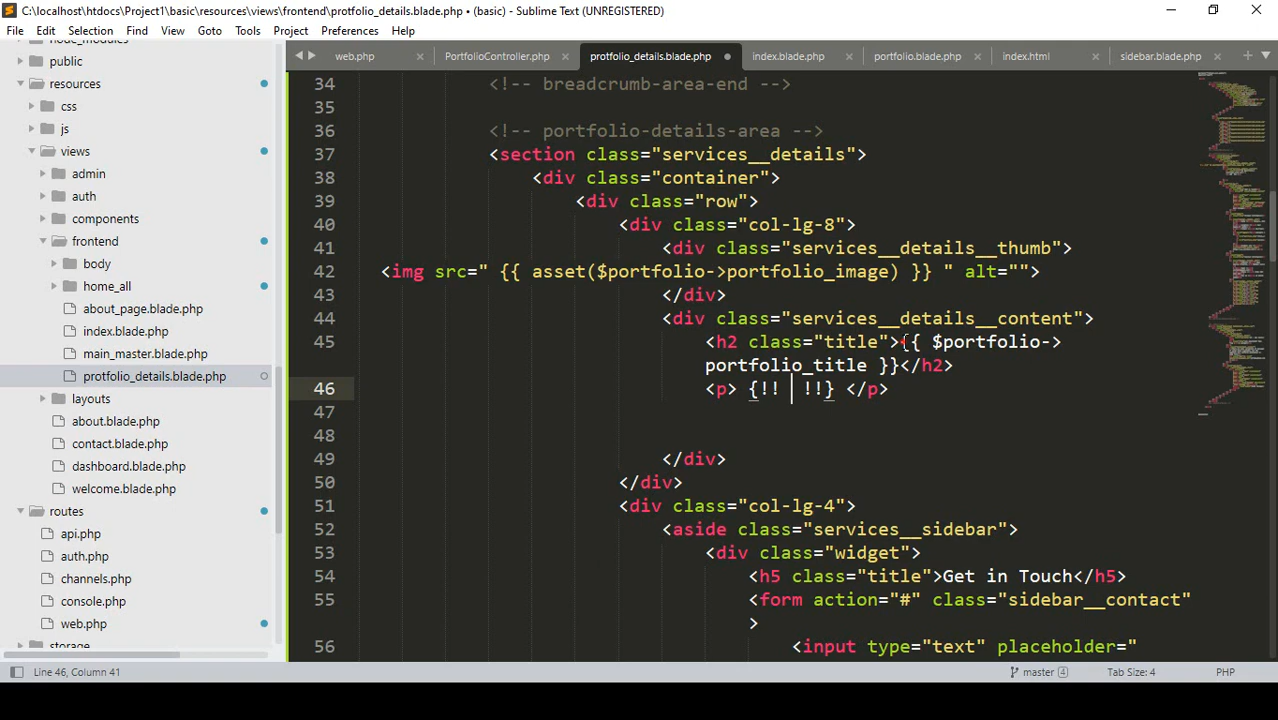 C:\localhost\htdocs\Project1\basic\resources\views\frontend\protfolio_details.blade.php • (basic) - Sublime Text (UNREGISTERED)
File Edit Selection Find View Goto Tools Project Preferences Help
node_modules
public
resources
css
js
views
admin
auth
components
frontend
body
home_all
about_page.blade.php
index.blade.php
main_master.blade.php
protfolio_details.blade.php
layouts
about.blade.php
contact.blade.php
dashboard.blade.php
welcome.blade.php
routes
api.php
auth.php
channels.php
console.php
web.php
storage
web.php PortfolioController.php protfolio_details.blade.php index.blade.php portfolio.blade.php index.html sidebar.blade.php
34 <!-- breadcrumb-area-end -->
35
36 <!-- portfolio-details-area -->
37 <section class="services__details">
38 <div class="container">
39 <div class="row">
40 <div class="col-lg-8">
41 <div class="services__details__thumb">
42 <img src=" {{ asset($portfolio->portfolio_image) }} " alt="">
43 </div>
44 <div class="services__details__content">
45 <h2 class="title">{{ $portfolio->
portfolio_title }}</h2>
46 <p> {!! !!} </p>
47
48
49 </div>
50 </div>
51 <div class="col-lg-4">
52 <aside class="services__sidebar">
53 <div class="widget">
54 <h5 class="title">Get in Touch</h5>
55 <form action="#" class="sidebar__contact"
>
56 <input type="text" placeholder="
Line 46, Column 41 master 4 Tab Size: 4 PHP